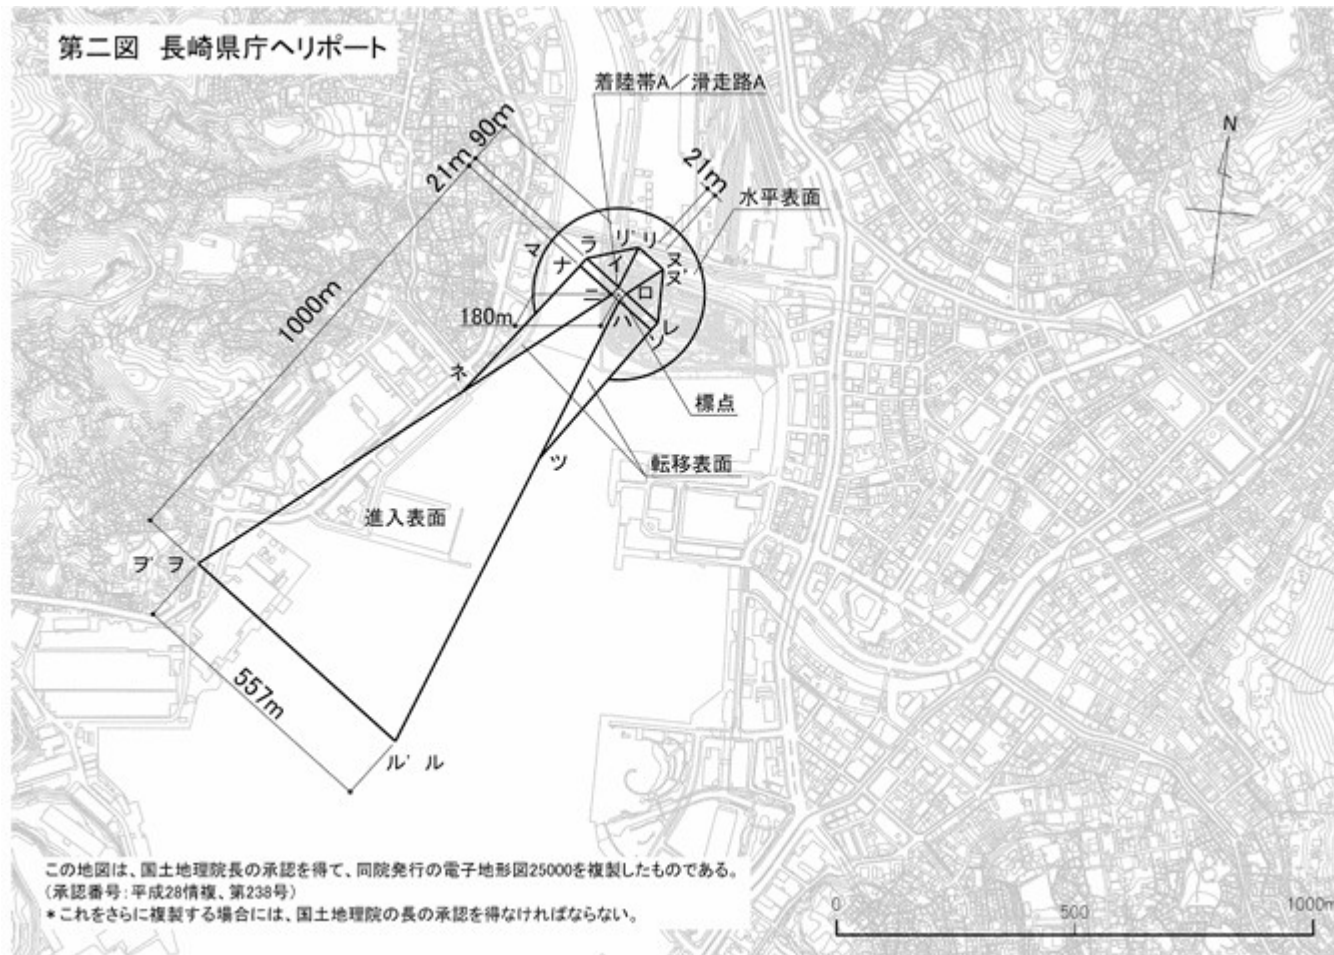 第二図 長崎県庁ヘリポート
着陸帯A/滑走路A
90m
21m
21m
N
水平表面
マ
ラ
リ' リ
ナ
イ
ヌ
ヌ'
ニ
ロ
180m
ハ
レ
ソ
1000m
ネ
標点
ツ
転移表面
進入表面
ヲ' ヲ
557m
ル' ル
この地図は、国土地理院長の承認を得て、同院発行の電子地形図25000を複製したものである。
(承認番号:平成28情複、第238号)
*これをさらに複製する場合には、国土地理院の長の承認を得なければならない。
0 500 1000m